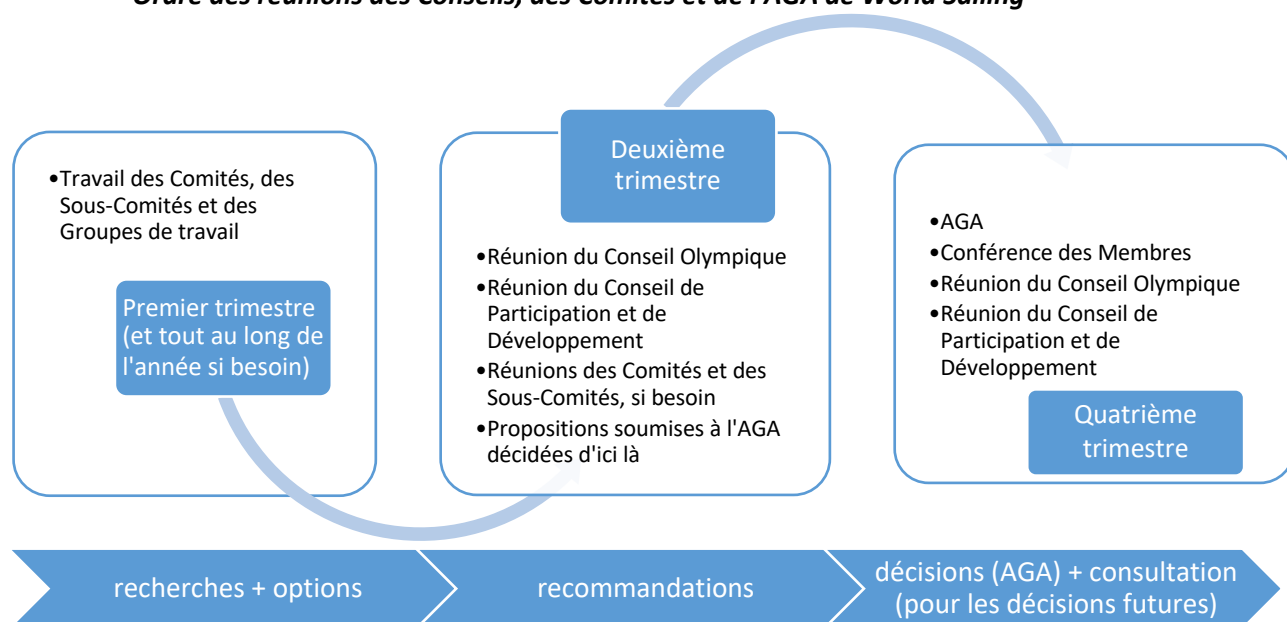 Ordre des réunions des Conseils, des Comités et de l'AGA de World Sailing
•Travail des Comités, des
Sous-Comités et des
Groupes de travail
Premier trimestre
(et tout au long de
l'année si besoin)
Deuxième
trimestre
•Réunion du Conseil Olympique
•Réunion du Conseil de
Participation et de
Développement
•Réunions des Comités et des
Sous-Comités, si besoin
•Propositions soumises à l'AGA
décidées d'ici là
•AGA
•Conférence des Membres
•Réunion du Conseil Olympique
•Réunion du Conseil de
Participation et de
Développement
Quatrième
trimestre
recherches + options
recommandations
décisions (AGA) + consultation
(pour les décisions futures)